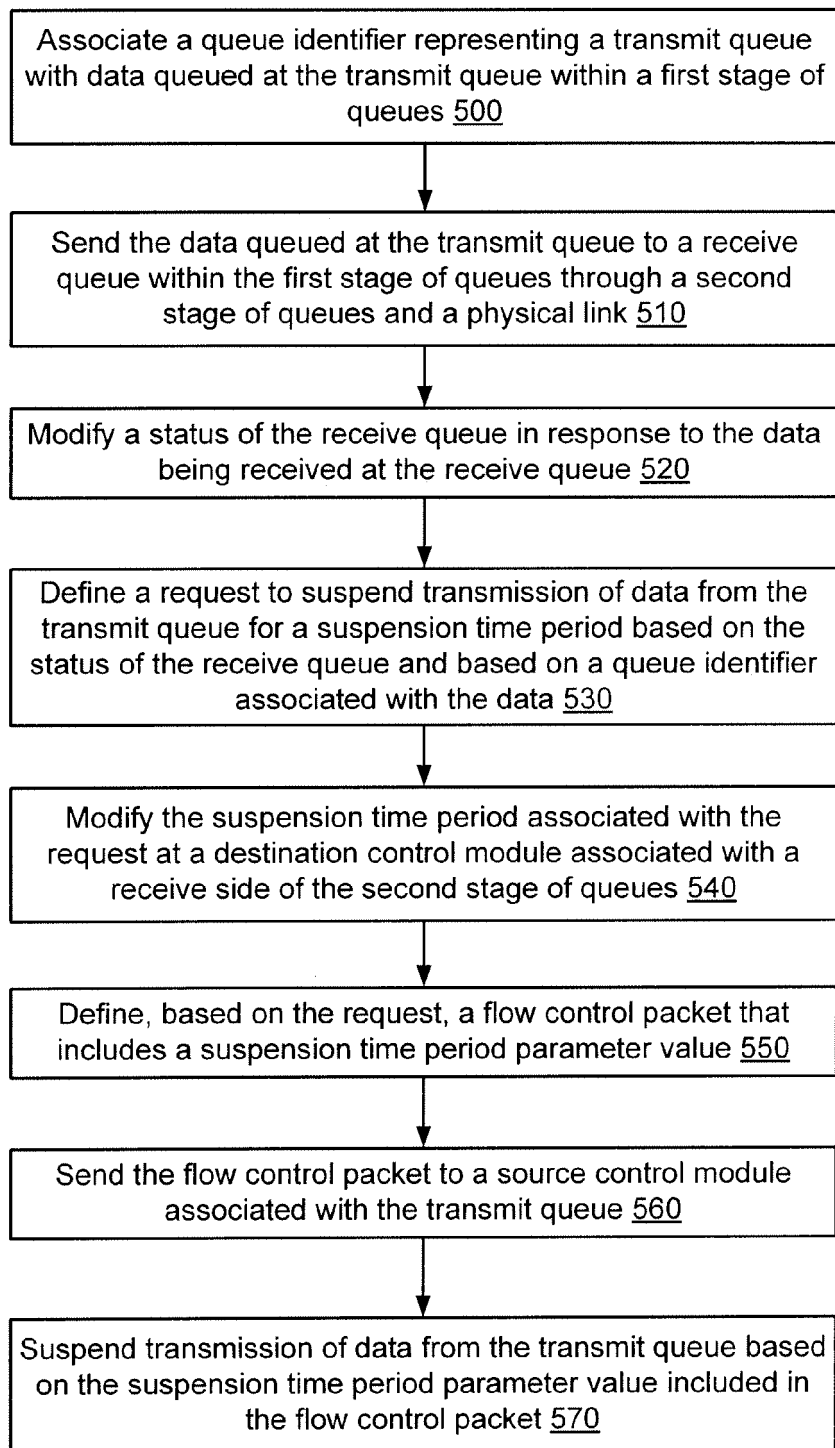 Associate a queue identifier representing a transmit queue
with data queued at the transmit queue within a first stage of
queues 500
Send the data queued at the transmit queue to a receive
queue within the first stage of queues through a second
stage of queues and a physical link 510
Modify a status of the receive queue in response to the data
being received at the receive queue 520
Define a request to suspend transmission of data from the
transmit queue for a suspension time period based on the
status of the receive queue and based on a queue identifier
associated with the data 530
Modify the suspension time period associated with the
request at a destination control module associated with a
receive side of the second stage of queues 540
Define, based on the request, a flow control packet that
includes a suspension time period parameter value 550
Send the flow control packet to a source control module
associated with the transmit queue 560
Suspend transmission of data from the transmit queue based
on the suspension time period parameter value included in
the flow control packet 570